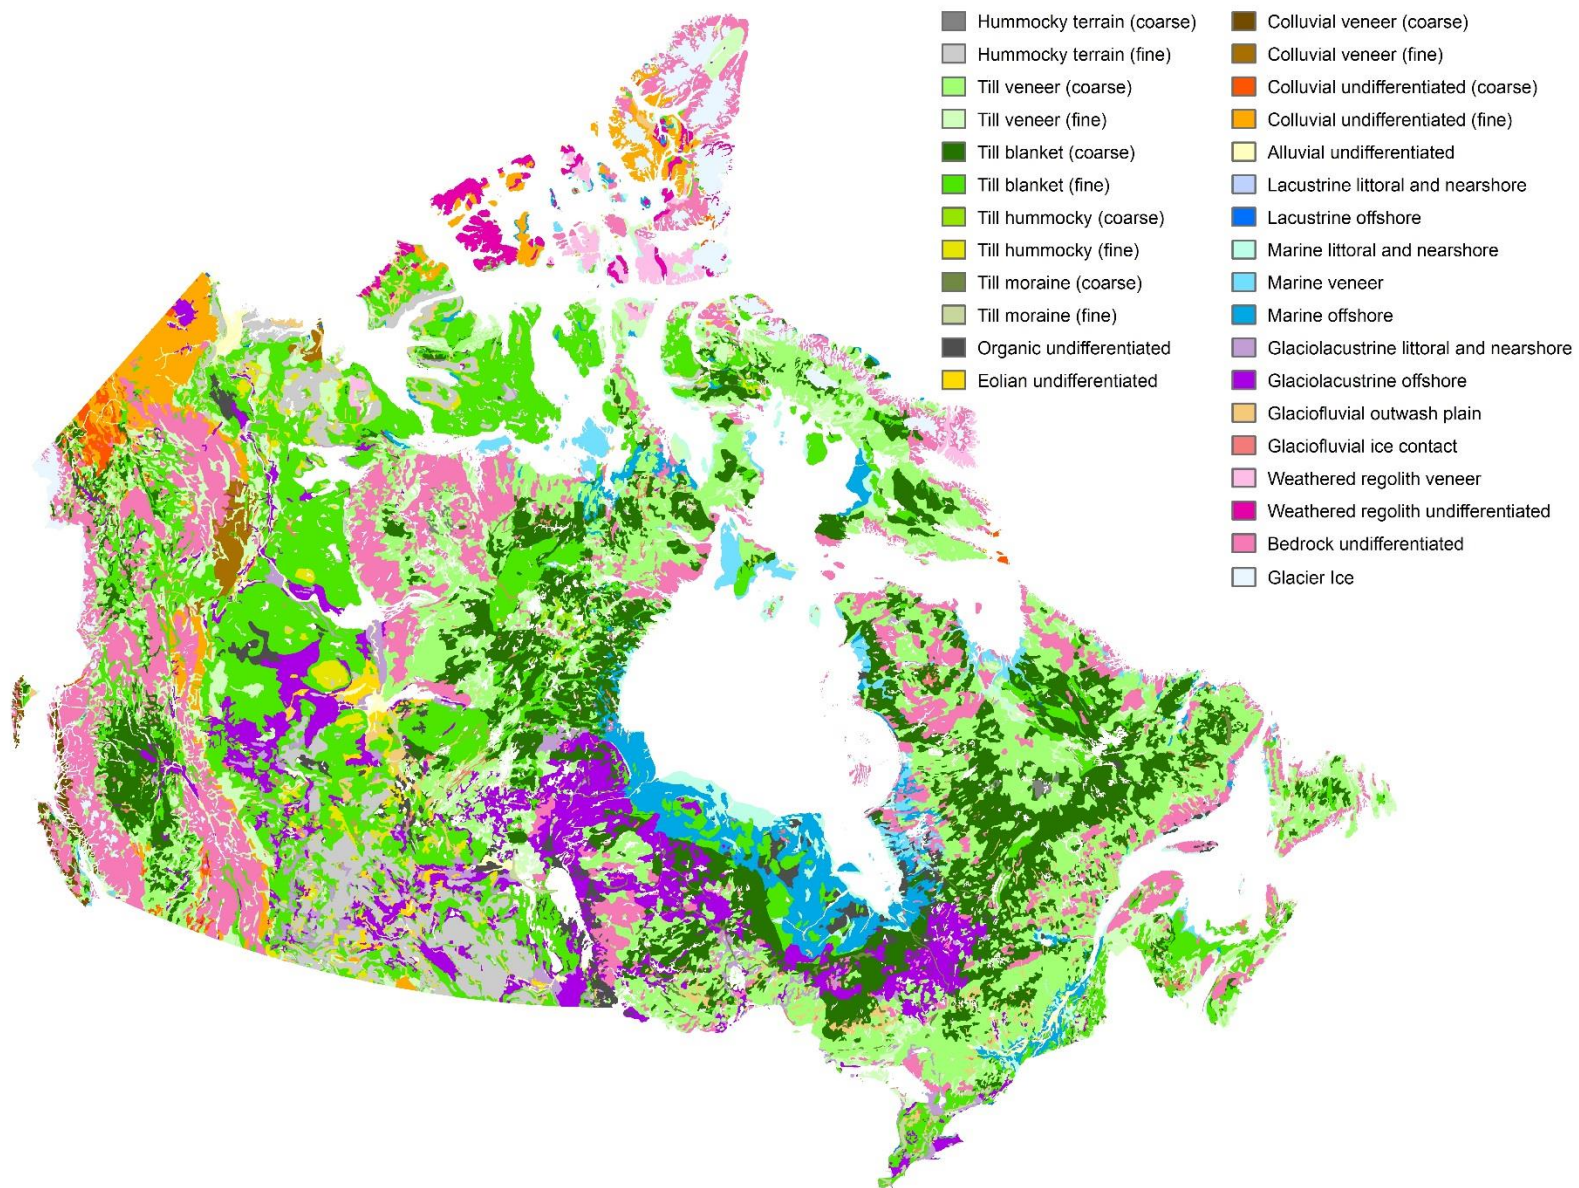 Hummocky terrain (coarse)
Hummocky terrain (fine)
Till veneer (coarse)
Till veneer (fine)
Till blanket (coarse)
Till blanket (fine)
Till hummocky (coarse)
Till hummocky (fine)
Till moraine (coarse)
Till moraine (fine)
Organic undifferentiated
Eolian undifferentiated
Colluvial veneer (coarse)
Colluvial veneer (fine)
Colluvial undifferentiated (coarse)
Colluvial undifferentiated (fine)
Alluvial undifferentiated
Lacustrine littoral and nearshore
Lacustrine offshore
Marine littoral and nearshore
Marine veneer
Marine offshore
Glaciolacustrine littoral and nearshore
Glaciolacustrine offshore
Glaciofluvial outwash plain
Glaciofluvial ice contact
Weathered regolith veneer
Weathered regolith undifferentiated
Bedrock undifferentiated
Glacier Ice